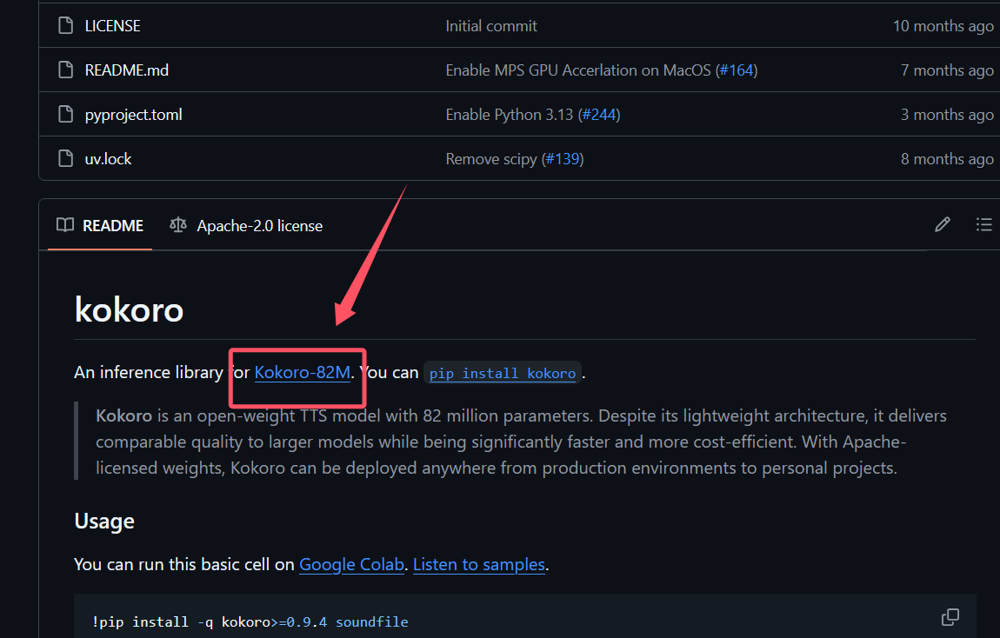 LICENSE Initial commit 10 months ago
README.md Enable MPS GPU Accerlation on MacOS (#164) 7 months ago
pyproject.toml Enable Python 3.13 (#244) 3 months ago
uv.lock Remove scipy (#139) 8 months ago
README Apache-2.0 license
kokoro
An inference library for Kokoro-82M. You can pip install kokoro.
Kokoro is an open-weight TTS model with 82 million parameters. Despite its lightweight architecture, it delivers
comparable quality to larger models while being significantly faster and more cost-efficient. With Apache-
licensed weights, Kokoro can be deployed anywhere from production environments to personal projects.
Usage
You can run this basic cell on Google Colab. Listen to samples.
!pip install -q kokoro>=0.9.4 soundfile